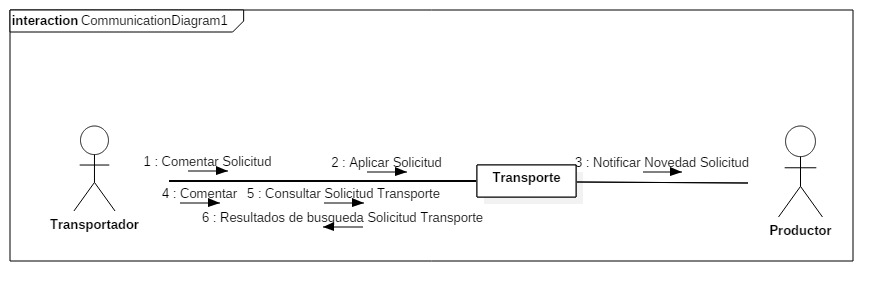 interaction CommunicationDiagram1
1 : Comentar Solicitud
2 : Aplicar Solicitud
3 : Notificar Novedad Solicitud
Transporte
4 : Comentar
5 : Consultar Solicitud Transporte
6 : Resultados de busqueda Solicitud Transporte
Transportador
Productor